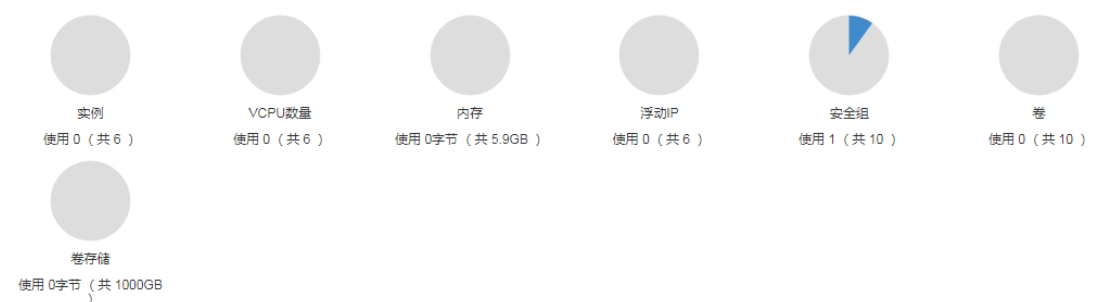 实例
VCPU数量
内存
浮动IP
安全组
卷
使用 0 （共 6 ）
使用 0 （共 6 ）
使用 0字节 （共 5.9GB ）
使用 0 （共 6 ）
使用 1 （共 10 ）
使用 0 （共 10 ）
卷存储
使用 0字节 （共 1000GB
）